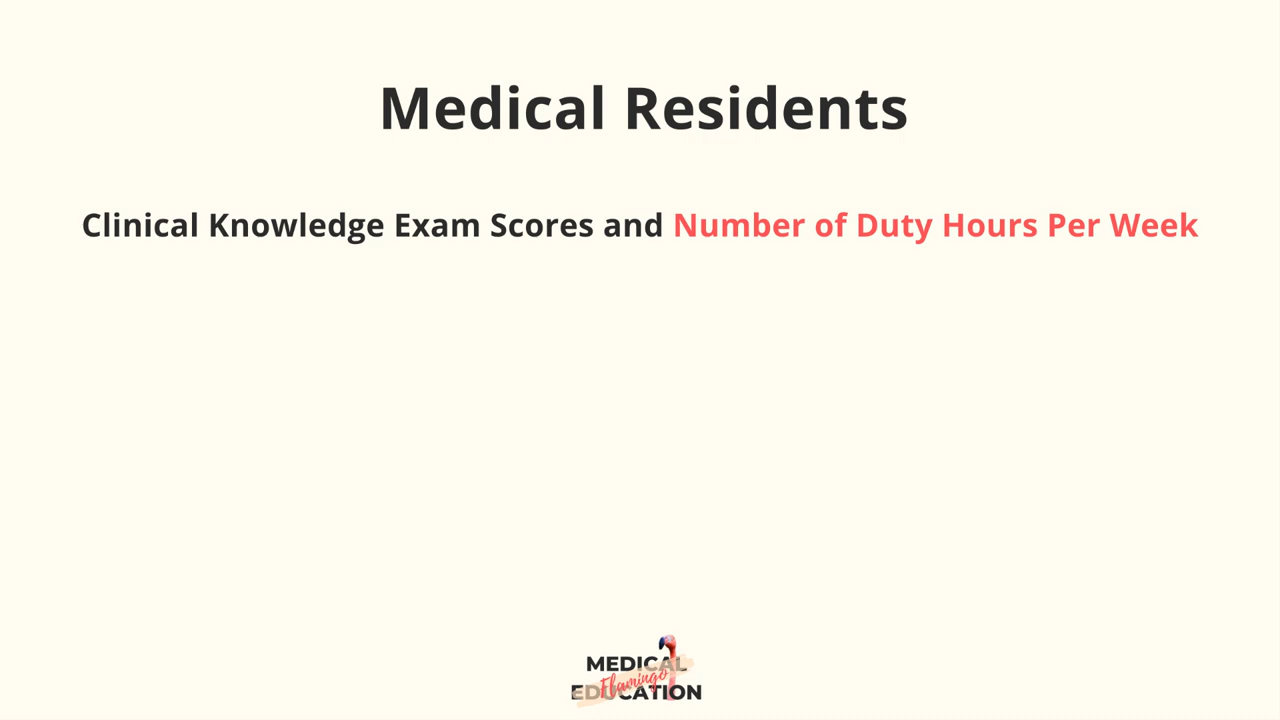 Medical Residents
Clinical Knowledge Exam Scores and Number of Duty Hours Per Week
MEDICAL
Flamingo
EDUCATION